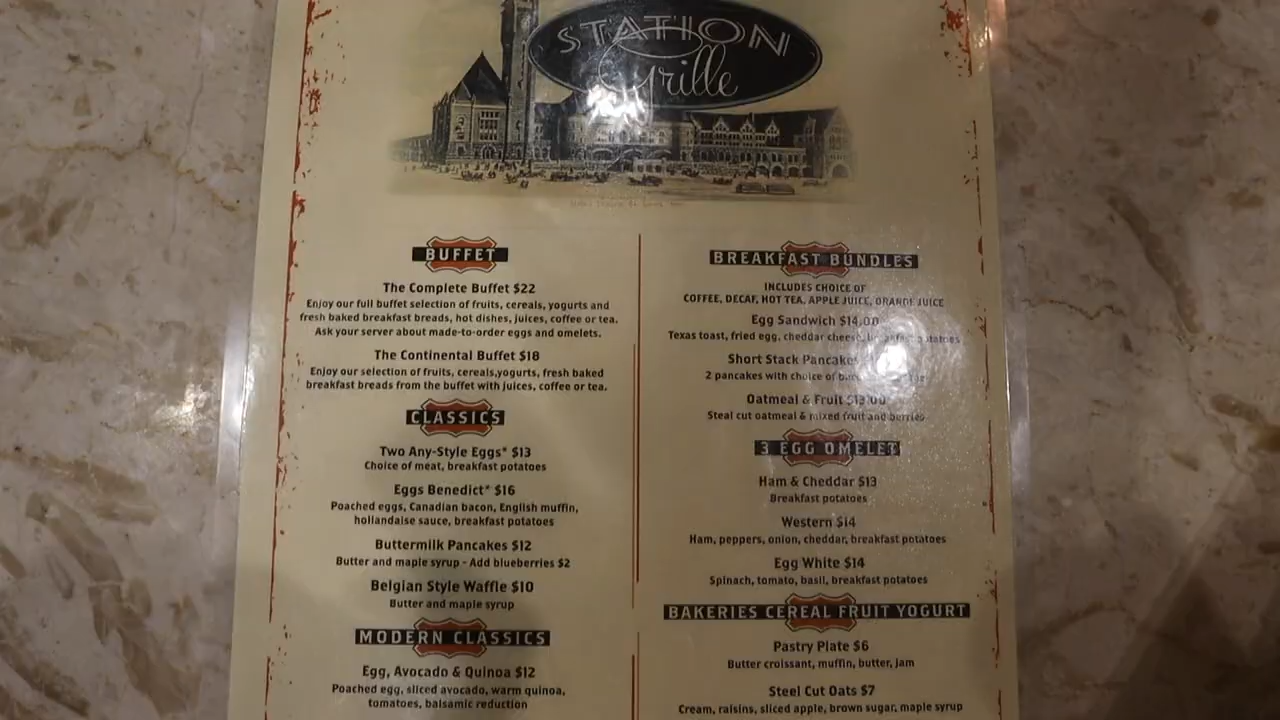 STATION
Grille
BUFFET
The Complete Buffet $22
Enjoy our full buffet selection of fruits, cereals, yogurts and
fresh baked breakfast breads, hot dishes, juices, coffee or tea.
Ask your server about made-to-order eggs and omelets.
The Continental Buffet $18
Enjoy our selection of fruits, cereals,yogurts, fresh baked
breakfast breads from the buffet with juices, coffee or tea.
CLASSICS
Two Any-Style Eggs* $13
Choice of meat, breakfast potatoes
Eggs Benedict* $16
Poached eggs, Canadian bacon, English muffin,
hollandaise sauce, breakfast potatoes
Buttermilk Pancakes $12
Butter and maple syrup - Add blueberries $2
Belgian Style Waffle $10
Butter and maple syrup
MODERN CLASSICS
Egg, Avocado & Quinoa $12
Poached egg, sliced avocado, warm quinoa,
tomatoes, balsamic reduction
BREAKFAST BUNDLES
INCLUDES CHOICE OF
COFFEE, DECAF, HOT TEA, APPLE JUICE, ORANGE JUICE
Egg Sandwich $14.00
Texas toast, fried egg, cheddar cheese, breakfast potatoes
Short Stack Pancakes
2 pancakes with choice of
Oatmeal & Fruit $13.00
Steal cut oatmeal & mixed fruit and berries
3 EGG OMELET
Ham & Cheddar $13
Breakfast potatoes
Western $14
Ham, peppers, onion, cheddar, breakfast potatoes
Egg White $14
Spinach, tomato, basil, breakfast potatoes
BAKERIES CEREAL FRUIT YOGURT
Pastry Plate $6
Butter croissant, muffin, butter, jam
Steel Cut Oats $7
Cream, raisins, sliced apple, brown sugar, maple syrup